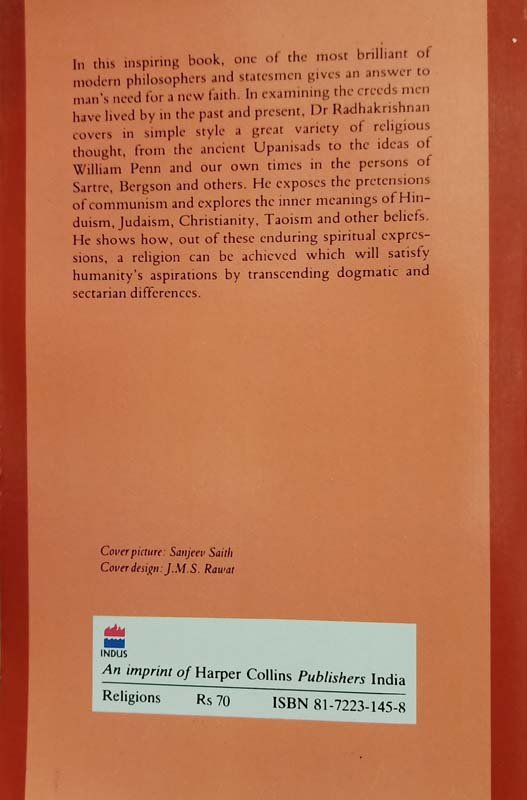 In this inspiring book, one of the most brilliant of
modern philosophers and statesmen gives an answer to
man's need for a new faith. In examining the creeds men
have lived by in the past and present, Dr Radhakrishnan
covers in simple style a great variety of religious
thought, from the ancient Upanisads to the ideas of
William Penn and our own times in the persons of
Sartre, Bergson and others. He exposes the pretensions
of communism and explores the inner meanings of Hin-
duism, Judaism, Christianity, Taoism and other beliefs.
He shows how, out of these enduring spiritual expres-
sions, a religion can be achieved which will satisfy
humanity's aspirations by transcending dogmatic and
sectarian differences.
Cover picture: Sanjeev Saith
Cover design: J.M.S. Rawat
INDUS
An imprint of Harper Collins Publishers India
Religions Rs 70 ISBN 81-7223-145-8